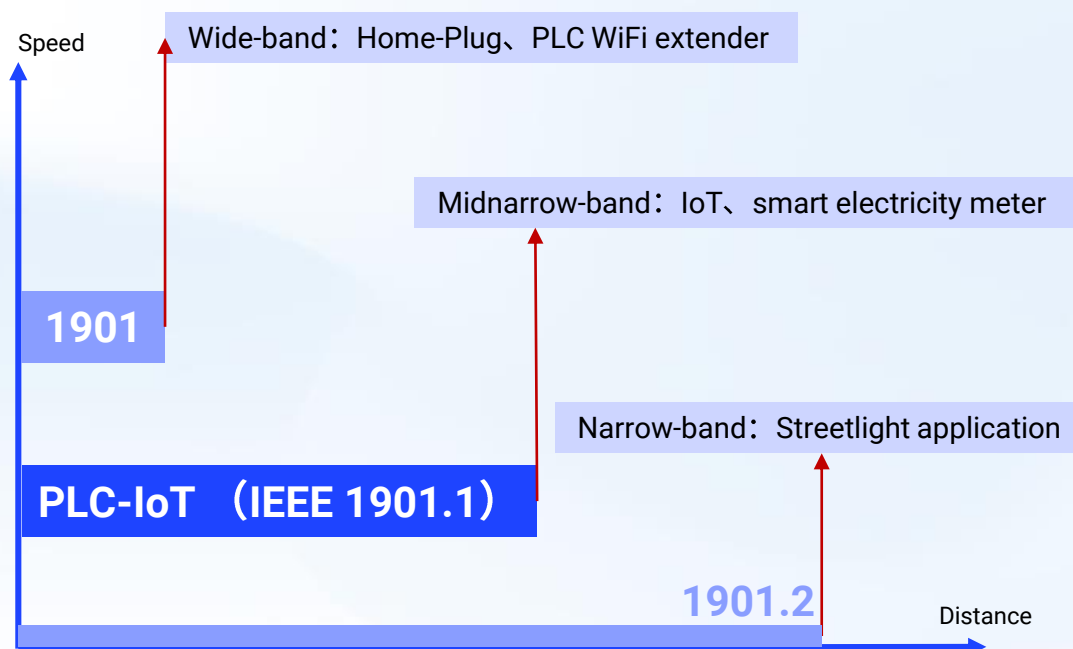 Speed
Wide-band：Home-Plug、PLC WiFi extender
Midnarrow-band：IoT、smart electricity meter
1901
Narrow-band：Streetlight application
PLC-IoT （IEEE 1901.1）
1901.2
Distance